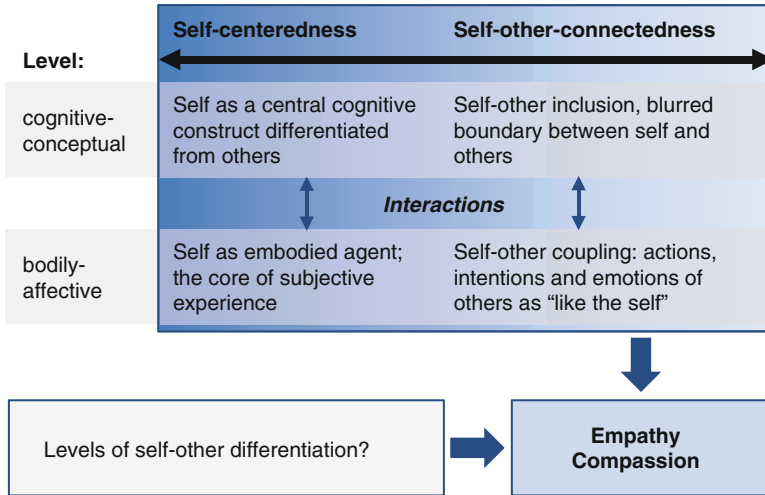 Self-centeredness Self-other-connectedness
Level:
cognitive-
conceptual
Self as a central cognitive
construct differentiated
from others
Self-other inclusion, blurred
boundary between self and
others
Interactions
bodily-
affective
Self as embodied agent;
the core of subjective
experience
Self-other coupling: actions,
intentions and emotions of
others as “like the self”
Levels of self-other differentiation?
Empathy
Compassion